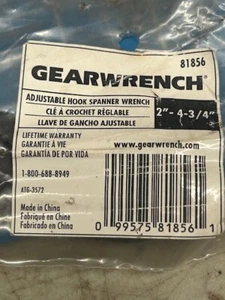 81856
GEARWRENCH®
ADJUSTABLE HOOK SPANNER WRENCH
CLÉ À CROCHET RÉGLABLE
LLAVE DE GANCHO AJUSTABLE
2"- 4-3/4"
LIFETIME WARRANTY
GARANTIE À VIE
GARANTIA DE POR VIDA
www.gearwrench.com
1-800-688-8949
ATG-3572
Made in China
Fabriqué en Chine
Fabricado en China
0 99575 81856 1